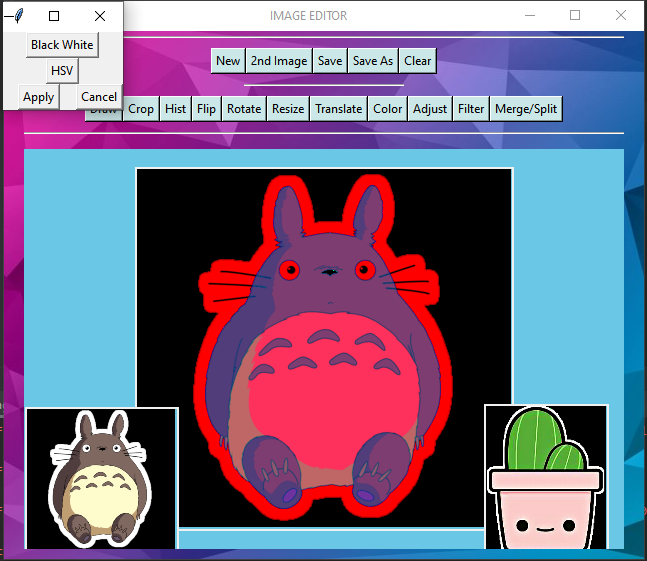 IMAGE EDITOR
Black White
HSV
Apply Cancel
New 2nd Image Save Save As Clear
Draw Crop Hist Flip Rotate Resize Translate Color Adjust Filter Merge/Split